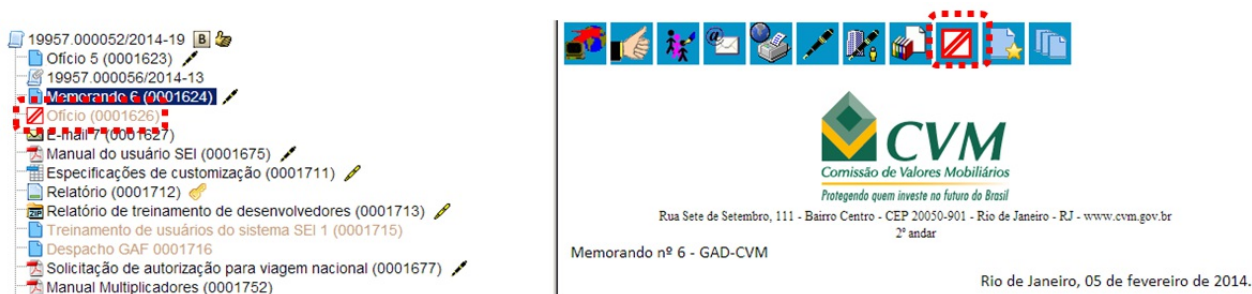 19957.000052/2014-19 B
Ofício 5 (0001623)
19957.000056/2014-13
Memorando 6 (0001624)
Ofício (0001626)
E-mail 7 (0001627)
Manual do usuário SEI (0001675)
Especificações de customização (0001711)
Relatório (0001712)
ZIP Relatório de treinamento de desenvolvedores (0001713)
Treinamento de usuários do sistema SEI 1 (0001715)
Despacho GAF 0001716
Solicitação de autorização para viagem nacional (0001677)
Manual Multiplicadores (0001752)
CVM
Comissão de Valores Mobiliários
Protegendo quem investe no futuro do Brasil
Rua Sete de Setembro, 111 - Bairro Centro - CEP 20050-901 - Rio de Janeiro - RJ - www.cvm.gov.br
2º andar
Memorando nº 6 - GAD-CVM
Rio de Janeiro, 05 de fevereiro de 2014.